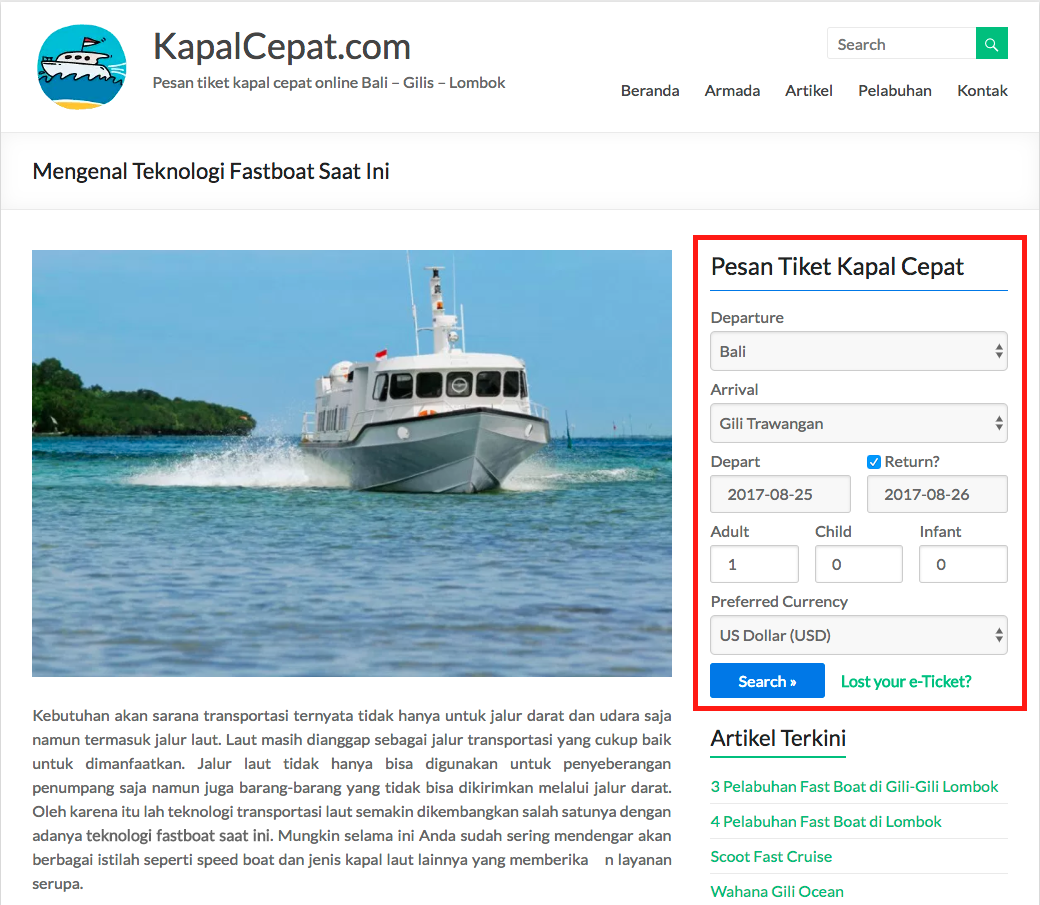 KapalCepat.com
Pesan tiket kapal cepat online Bali – Gilis – Lombok
Search
Beranda Armada Artikel Pelabuhan Kontak
Mengenal Teknologi Fastboat Saat Ini
Kebutuhan akan sarana transportasi ternyata tidak hanya untuk jalur darat dan udara saja
namun termasuk jalur laut. Laut masih dianggap sebagai jalur transportasi yang cukup baik
untuk dimanfaatkan. Jalur laut tidak hanya bisa digunakan untuk penyeberangan
penumpang saja namun juga barang-barang yang tidak bisa dikirimkan melalui jalur darat.
Oleh karena itu lah teknologi transportasi laut semakin dikembangkan salah satunya dengan
adanya teknologi fastboat saat ini. Mungkin selama ini Anda sudah sering mendengar akan
berbagai istilah seperti speed boat dan jenis kapal laut lainnya yang memberika n layanan
serupa.
Pesan Tiket Kapal Cepat
Departure
Bali
Arrival
Gili Trawangan
Depart Return?
2017-08-25 2017-08-26
Adult Child Infant
1 0 0
Preferred Currency
US Dollar (USD)
Search » Lost your e-Ticket?
Artikel Terkini
3 Pelabuhan Fast Boat di Gili-Gili Lombok
4 Pelabuhan Fast Boat di Lombok
Scoot Fast Cruise
Wahana Gili Ocean